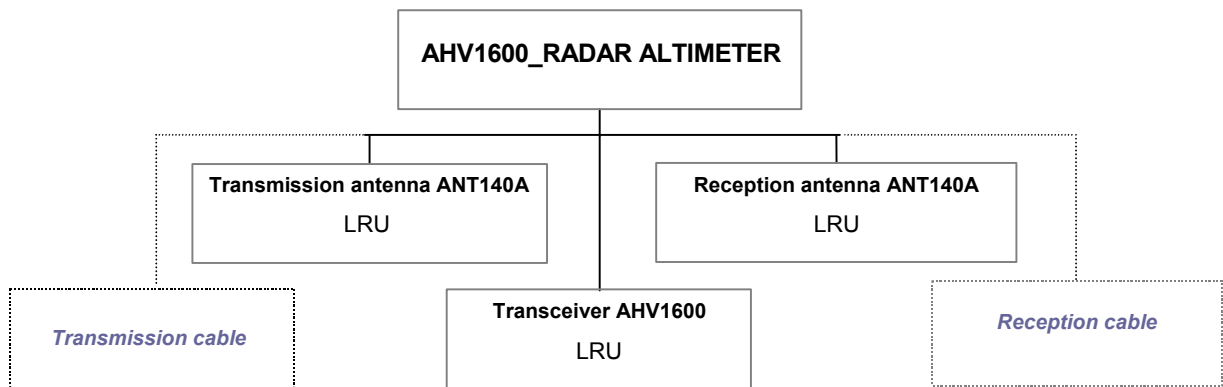 AHV1600_RADAR ALTIMETER
Transmission antenna ANT140A
LRU
Reception antenna ANT140A
LRU
Transmission cable
Transceiver AHV1600
LRU
Reception cable